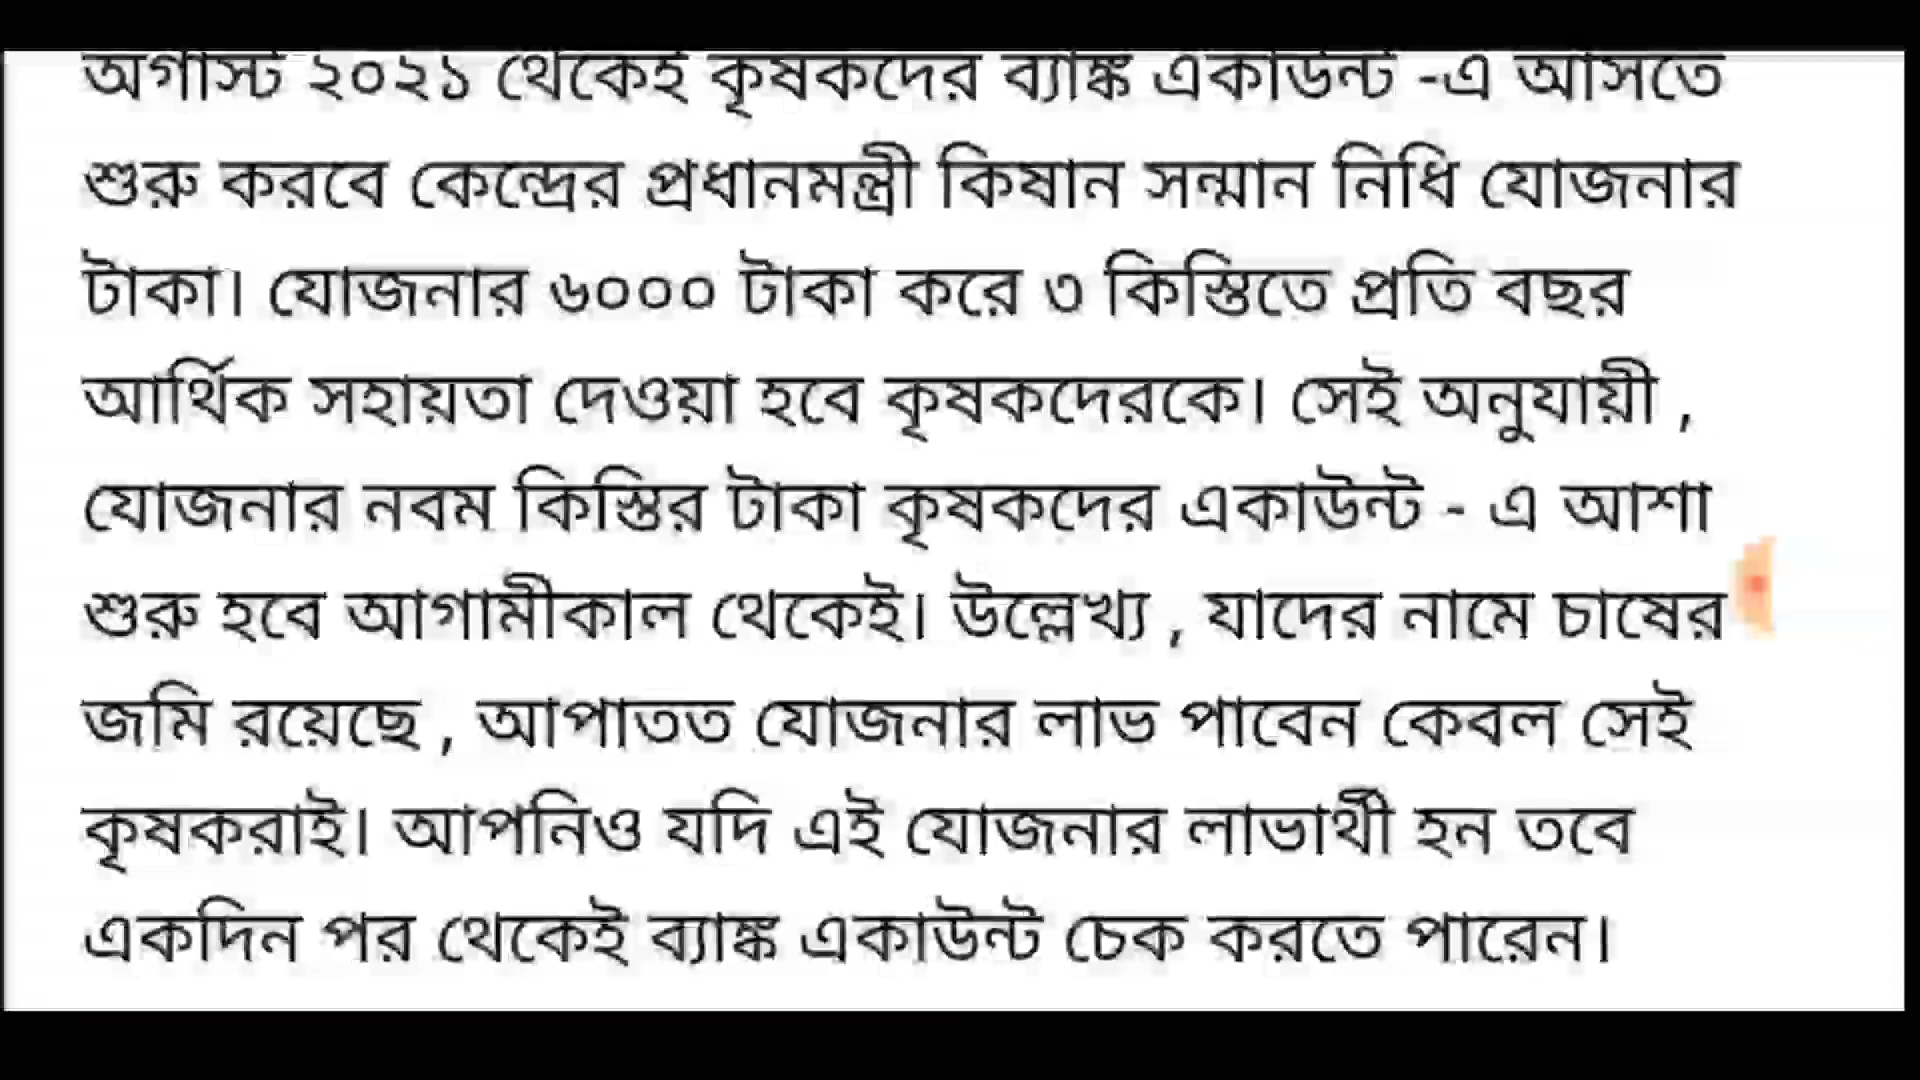 অগাস্ট ২০২১ থেকেই কৃষকদের ব্যাঙ্ক একাউন্ট -এ আসতে
শুরু করবে কেন্দ্রের প্রধানমন্ত্রী কিষান সন্মান নিধি যোজনার
টাকা। যোজনার ৬০০০ টাকা করে ৩ কিস্তিতে প্রতি বছর
আর্থিক সহায়তা দেওয়া হবে কৃষকদেরকে। সেই অনুযায়ী ,
যোজনার নবম কিস্তির টাকা কৃষকদের একাউন্ট - এ আশা
শুরু হবে আগামীকাল থেকেই। উল্লেখ্য , যাদের নামে চাষের
জমি রয়েছে , আপাতত যোজনার লাভ পাবেন কেবল সেই
কৃষকরাই। আপনিও যদি এই যোজনার লাভার্থী হন তবে
একদিন পর থেকেই ব্যাঙ্ক একাউন্ট চেক করতে পারেন।